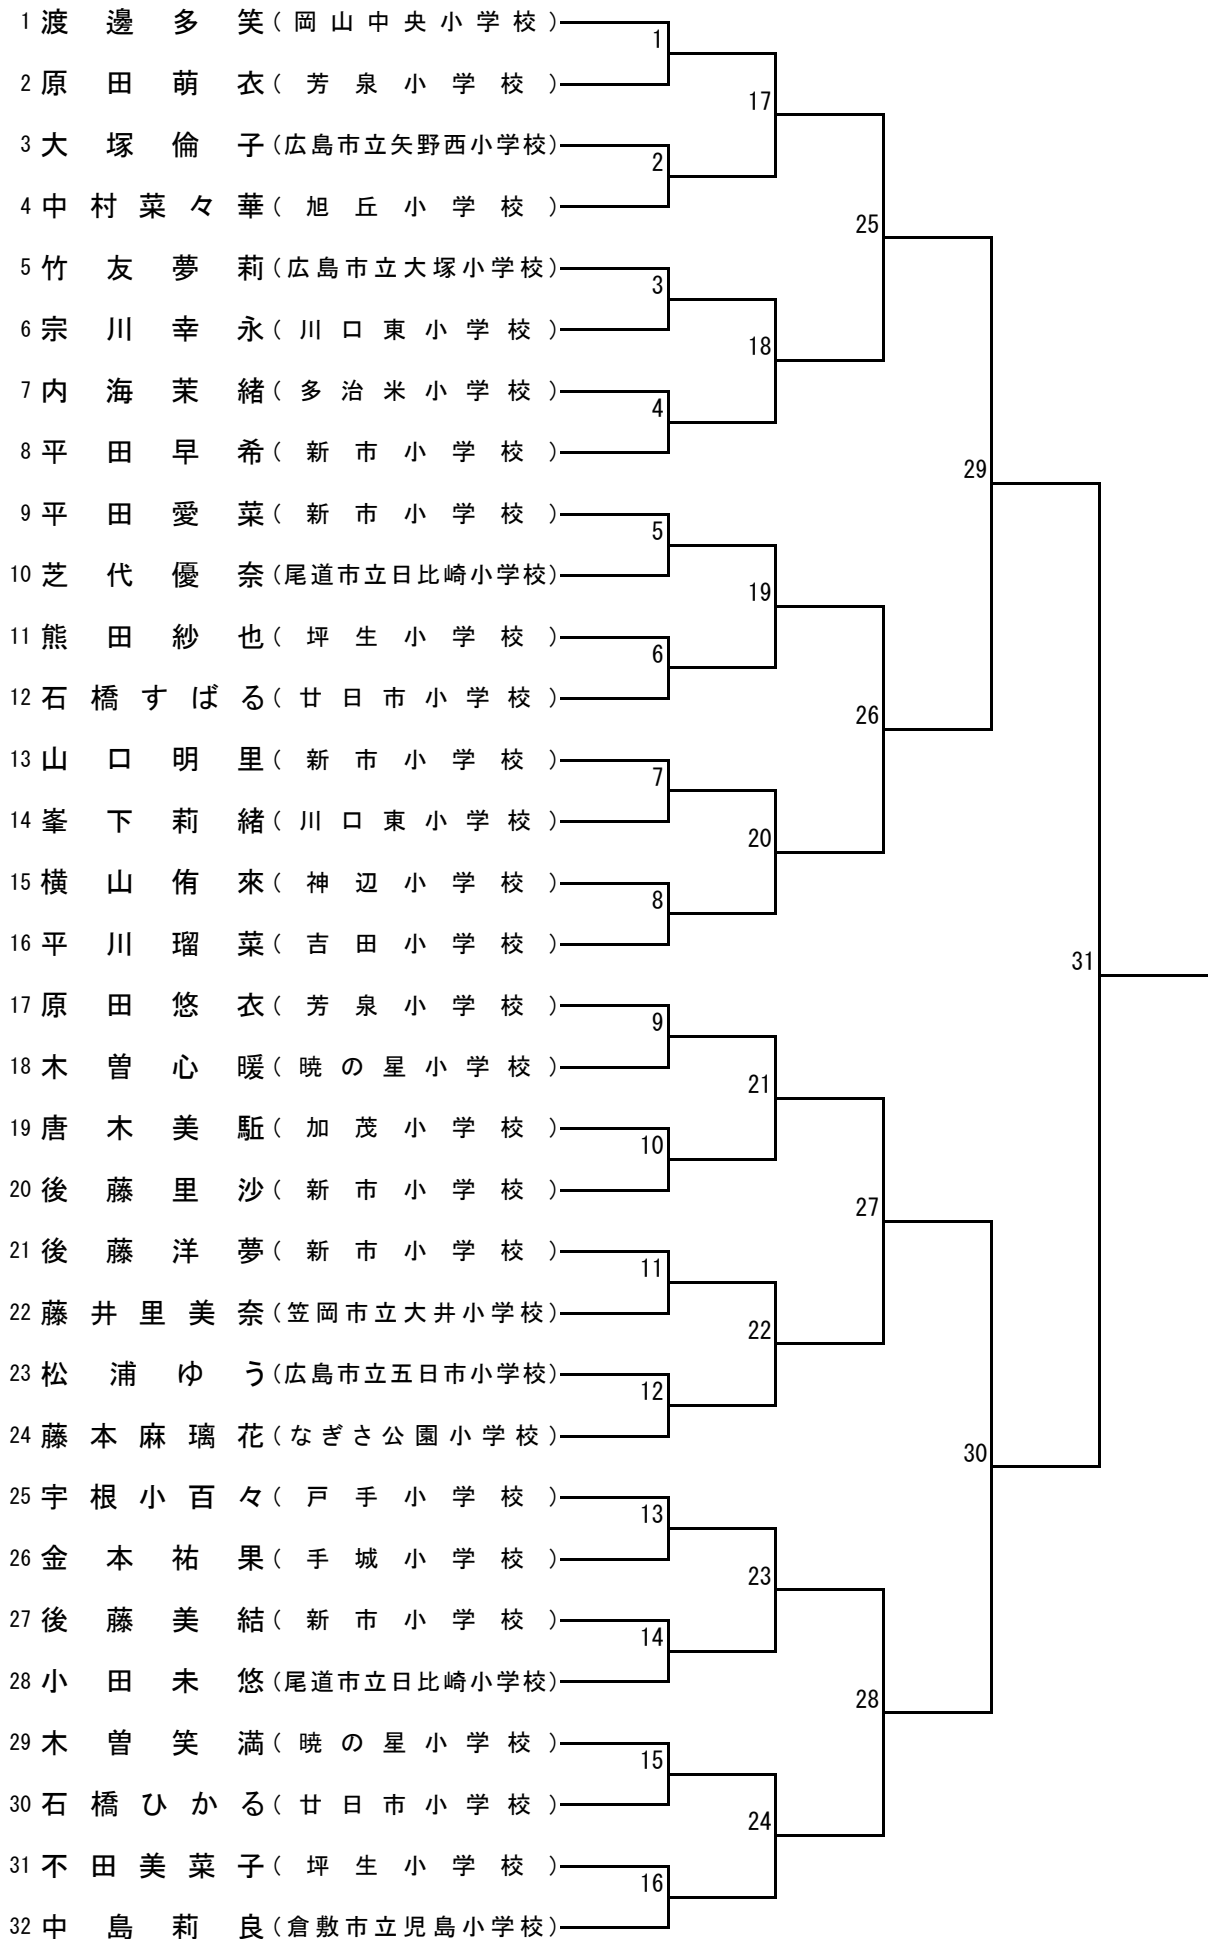 1 渡邊多笑(岡山中央小学校)
1
2 原田萌衣(芳泉小学校)
17
3 大塚倫子(広島市立矢野西小学校)
2
4 中村菜々華(旭丘小学校)
25
5 竹友夢莉(広島市立大塚小学校)
3
6 宗川幸永(川口東小学校)
18
7 内海茉緒(多治米小学校)
4
8 平田早希(新市小学校)
29
9 平田愛菜(新市小学校)
5
10 芝代優奈(尾道市立日比崎小学校)
19
11 熊田紗也(坪生小学校)
6
12 石橋すばる(廿日市小学校)
26
13 山口明里(新市小学校)
7
14 峯下莉緒(川口東小学校)
20
15 横山侑來(神辺小学校)
8
16 平川瑠菜(吉田小学校)
31
17 原田悠衣(芳泉小学校)
9
18 木曽心暖(暁の星小学校)
21
19 唐木美駈(加茂小学校)
10
20 後藤里沙(新市小学校)
27
21 後藤洋夢(新市小学校)
11
22 藤井里美奈(笠岡市立大井小学校)
22
23 松浦ゆう(広島市立五日市小学校)
12
24 藤本麻璃花(なぎさ公園小学校)
30
25 宇根小百々(戸手小学校)
13
26 金本祐果(手城小学校)
23
27 後藤美結(新市小学校)
14
28 小田未悠(尾道市立日比崎小学校)
28
29 木曽笑満(暁の星小学校)
15
30 石橋ひかる(廿日市小学校)
24
31 不田美菜子(坪生小学校)
16
32 中島莉良(倉敷市立児島小学校)